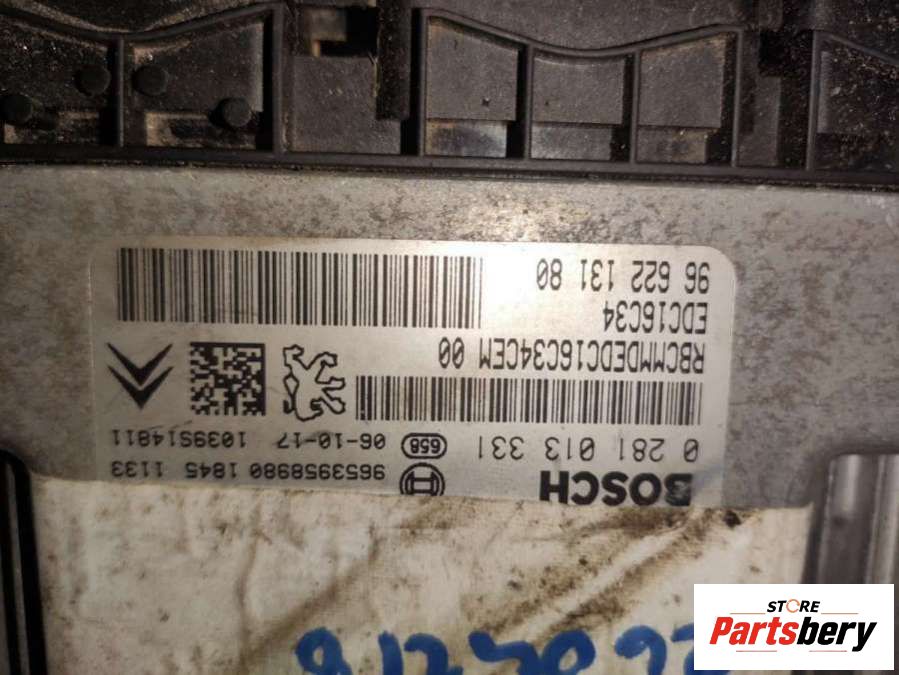 BOSCH 9653958980 1845 1133
0 281 013 331 658 06-10-17 1039S14811
RBCMMDEDC16C34CEM 00
EDC16C34
96 622 131 80
STORE
Partsbery